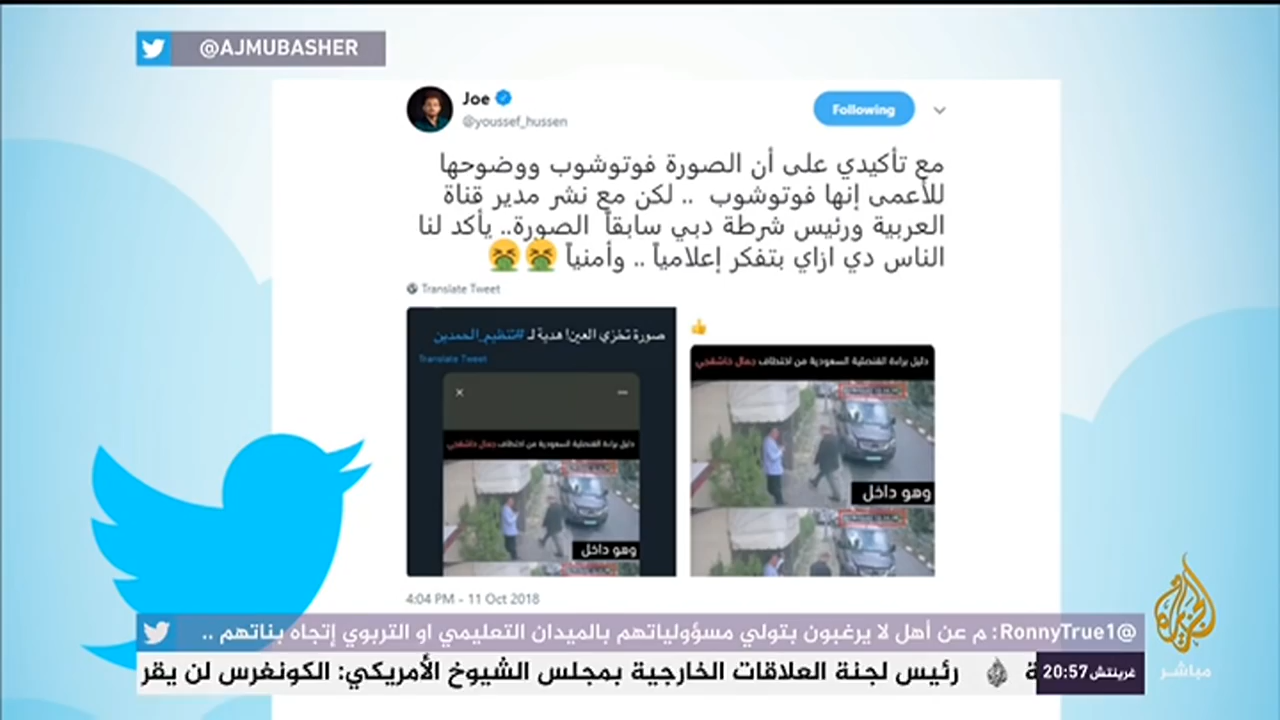 @AJMUBASHER
Joe
@youssef_hussen
Following
مع تأكيدي على أن الصورة فوتوشوب ووضوحها
للأعمى إنها فوتوشوب .. لكن مع نشر مدير قناة
العربية ورئيس شرطة دبي سابقاً الصورة.. يأكد لنا
الناس دي ازاي بتفكر إعلامياً .. وأمنياً 🤮🤮
Translate Tweet
صورة تخزي العين! هدية لـ #تنظيم_الحمدين
Translate Tweet
دليل براءة القنصلية السعودية من اختطاف جمال خاشقجي
وهو داخل
👍
دليل براءة القنصلية السعودية من اختطاف جمال خاشقجي
وهو داخل
4:04 PM - 11 Oct 2018
@RonnyTrue1: م عن أهل لا يرغبون بتولي مسؤولياتهم بالميدان التعليمي او التربوي إتجاه بناتهم ..
غرينتش 20:57
ة رئيس لجنة العلاقات الخارجية بمجلس الشيوخ الأمريكي: الكونغرس لن يقر
الجزيرة
مباشر